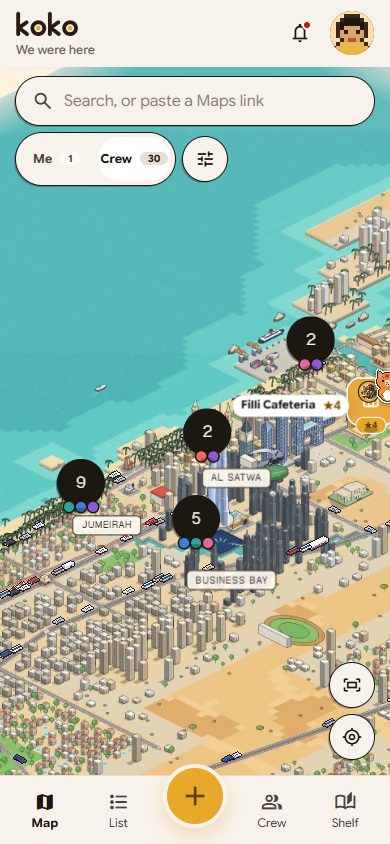 koko
We were here
Search, or paste a Maps link
Me 1 Crew 30
2
Filli Cafeteria ★4
★4
2
AL SATWA
9
5
JUMEIRAH
BUSINESS BAY
Map
List
Crew
Shelf